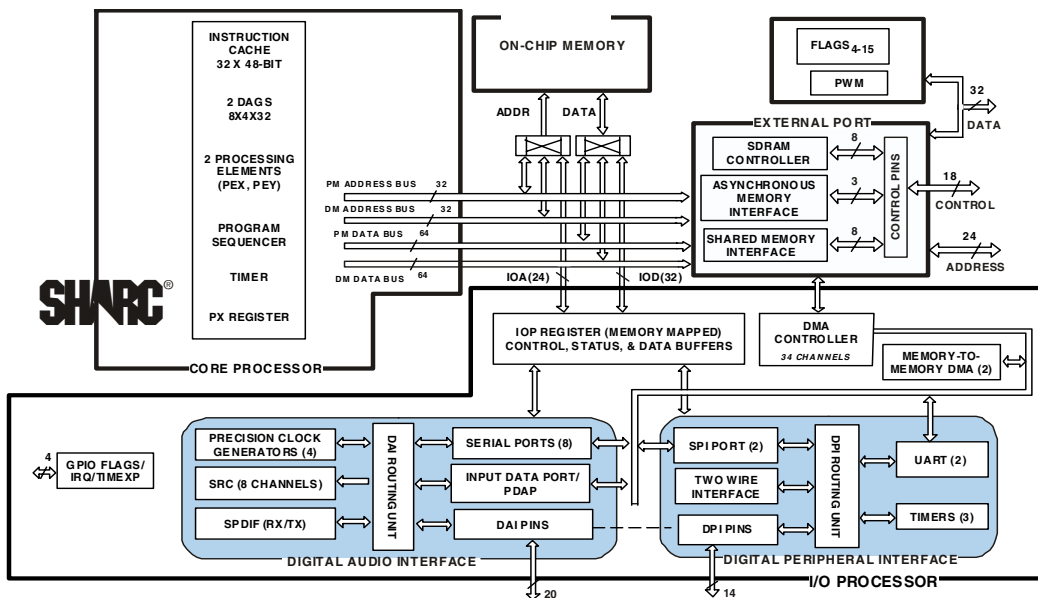 INSTRUCTION
CACHE
32 X 48-BIT
2 DAGS
8X4X32
2 PROCESSING
ELEMENTS
(PEX, PEY)
PROGRAM
SEQUENCER
TIMER
PX REGISTER
CORE PROCESSOR
SHARC®
ON-CHIP MEMORY
ADDR
DATA
PM ADDRESS BUS
32
DM ADDRESS BUS
32
PM DATA BUS
64
DM DATA BUS
64
IOA(24)
IOD(32)
FLAGS4-15
PWM
32
DATA
EXTERNAL PORT
SDRAM
CONTROLLER
8
ASYNCHRONOUS
MEMORY
INTERFACE
3
SHARED MEMORY
INTERFACE
8
CONTROL PINS
18
CONTROL
24
ADDRESS
IOP REGISTER (MEMORY MAPPED)
CONTROL, STATUS, & DATA BUFFERS
DMA
CONTROLLER
34 CHANNELS
MEMORY-TO-
MEMORY DMA (2)
4
GPIO FLAGS/
IRQ/TIMEXP
PRECISION CLOCK
GENERATORS (4)
SRC (8 CHANNELS)
SPDIF (RX/TX)
DAI ROUTING UNIT
SERIAL PORTS (8)
INPUT DATA PORT/
PDAP
DAI PINS
DIGITAL AUDIO INTERFACE
20
SPI PORT (2)
TWO WIRE
INTERFACE
DPI PINS
DPI ROUTING UNIT
UART (2)
TIMERS (3)
DIGITAL PERIPHERAL INTERFACE
14
I/O PROCESSOR